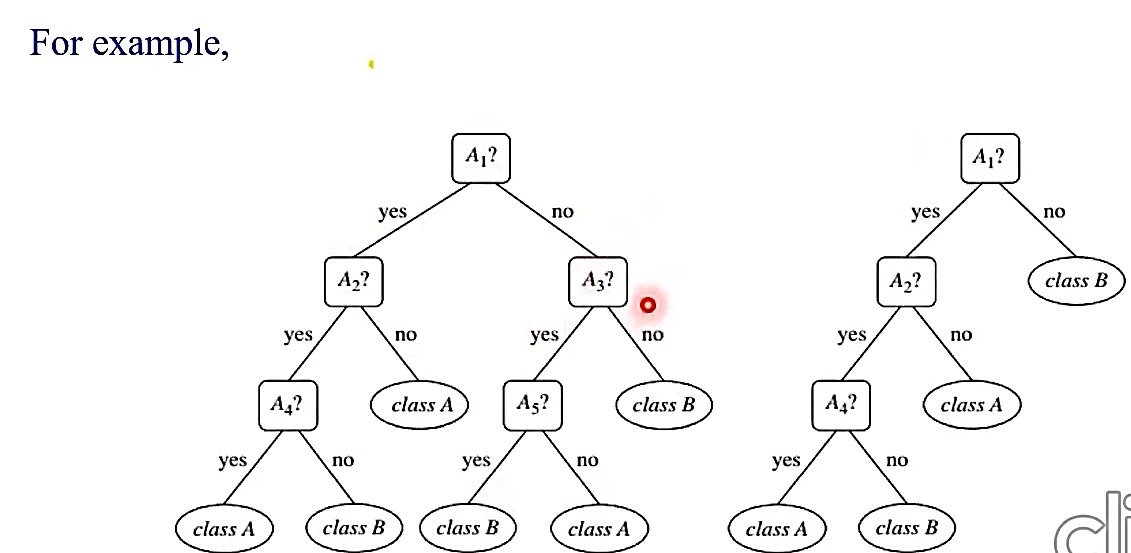 For example,
A1? A1?
yes no yes no
A2? A3? A2? class B
yes no yes no yes no
A4? class A A5? class B A4? class A
yes no yes no yes no
class A class B class B class A class A class B